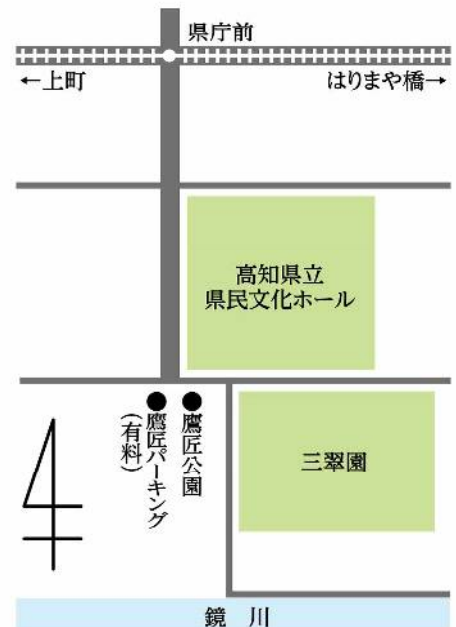 県庁前
←上町
はりまや橋→
高知県立
県民文化ホール
●鷹匠公園
●鷹匠パーキング
(有料)
三翠園
鏡川